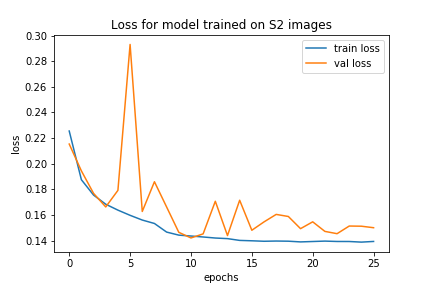 Loss for model trained on S2 images
0.30
0.28
0.26
0.24
0.22
0.20
0.18
0.16
0.14
loss
train loss
val loss
0 5 10 15 20 25
epochs